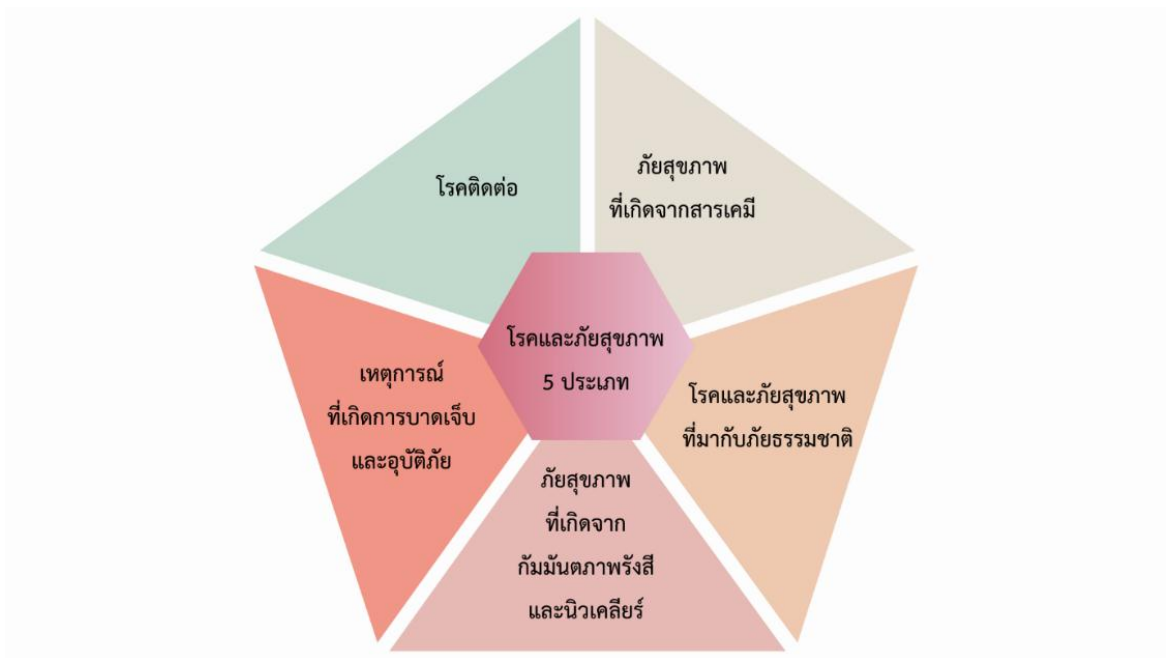 โรคติดต่อ
ภัยสุขภาพ
ที่เกิดจากสารเคมี
โรคและภัยสุขภาพ
5 ประเภท
เหตุการณ์
ที่เกิดการบาดเจ็บ
และอุบัติภัย
โรคและภัยสุขภาพ
ที่มากับภัยธรรมชาติ
ภัยสุขภาพ
ที่เกิดจาก
กัมมันตภาพรังสี
และนิวเคลียร์